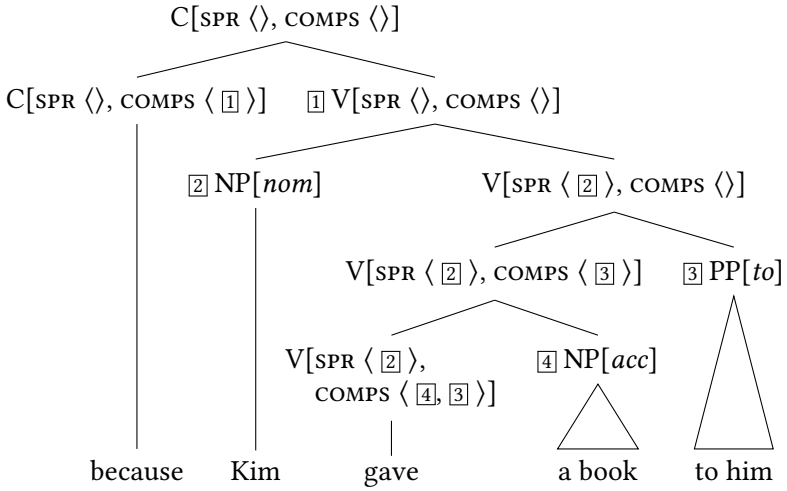 C[SPR ⟨⟩, COMPS ⟨⟩]
C[SPR ⟨⟩, COMPS ⟨ 1 ⟩] 1 V[SPR ⟨⟩, COMPS ⟨⟩]
2 NP[nom] V[SPR ⟨ 2 ⟩, COMPS ⟨⟩]
V[SPR ⟨ 2 ⟩, COMPS ⟨ 3 ⟩] 3 PP[to]
V[SPR ⟨ 2 ⟩, 4 NP[acc]
COMPS ⟨ 4, 3 ⟩]
because Kim gave a book to him